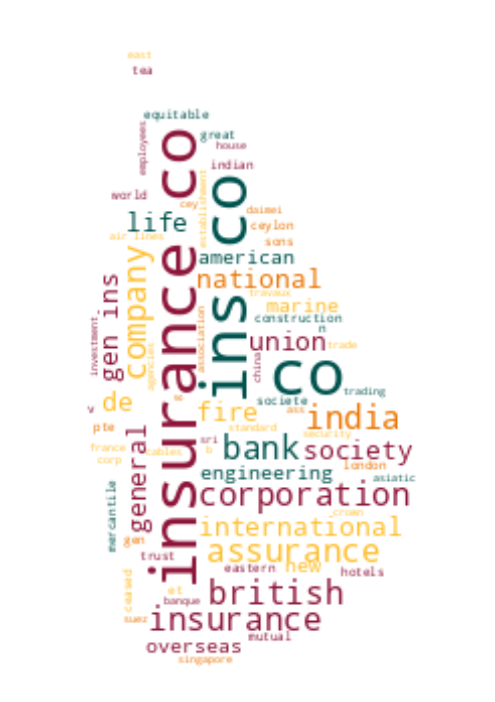 east
tea
equitable
employees
great
house
insurance co
indian
world
ins co
establishment
cey
life
daimei
ceylon
air lines
sons
company
american
gen ins
national
travaux
marine
investment
association
construction
n
union
trade
agencies
china
co
trading
de
societe
sc
v
fire
ass
india
pte
standard
security
general
sri
bank
society
france
cables
b
corp
london
engineering
asiatic
mercantile
corporation
crown
international
gen
assurance
trust
eastern
new
hotels
ceased
banque
et
british
suez
insurance
mutual
overseas
singapore